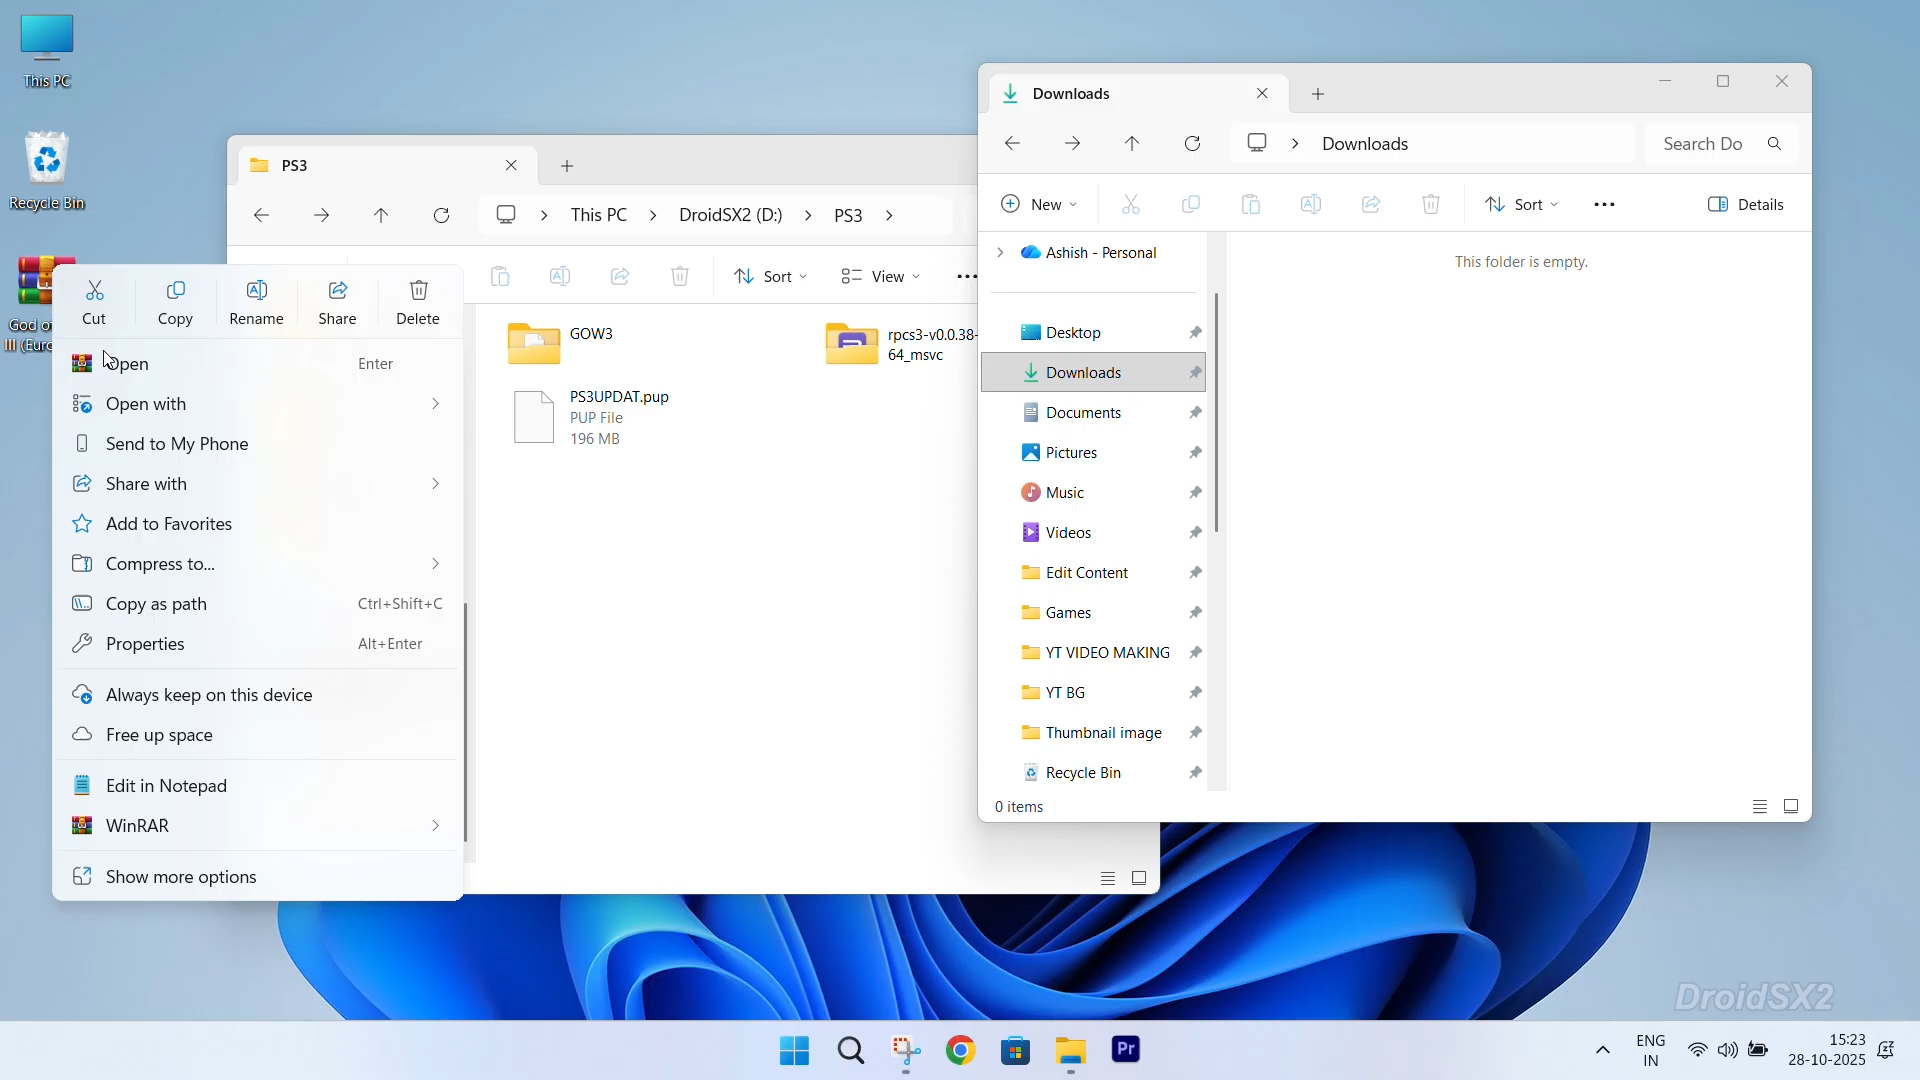 This PC
Recycle Bin
God of
III (Euro
Cut
Copy
Rename
Share
Delete
Open
Enter
Open with
Send to My Phone
Share with
Add to Favorites
Compress to...
Copy as path
Ctrl+Shift+C
Properties
Alt+Enter
Always keep on this device
Free up space
Edit in Notepad
WinRAR
Show more options
PS3
This PC
DroidSX2 (D:)
PS3
Sort
View
GOW3
rpcs3-v0.0.38-
64_msvc
PS3UPDAT.pup
PUP File
196 MB
Downloads
Downloads
Search Do
New
Sort
Details
Ashish - Personal
Desktop
Downloads
Documents
Pictures
Music
Videos
Edit Content
Games
YT VIDEO MAKING
YT BG
Thumbnail image
Recycle Bin
This folder is empty.
0 items
DroidSX2
Pr
ENG
IN
15:23
28-10-2025